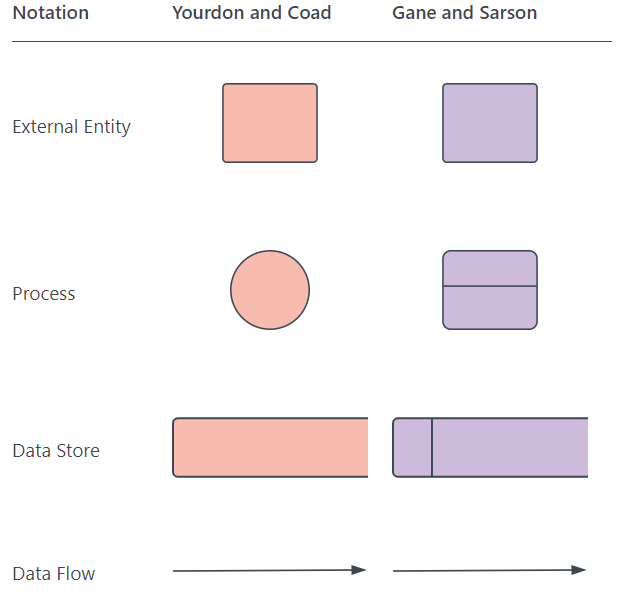 Notation Yourdon and Coad Gane and Sarson
External Entity
Process
Data Store
Data Flow